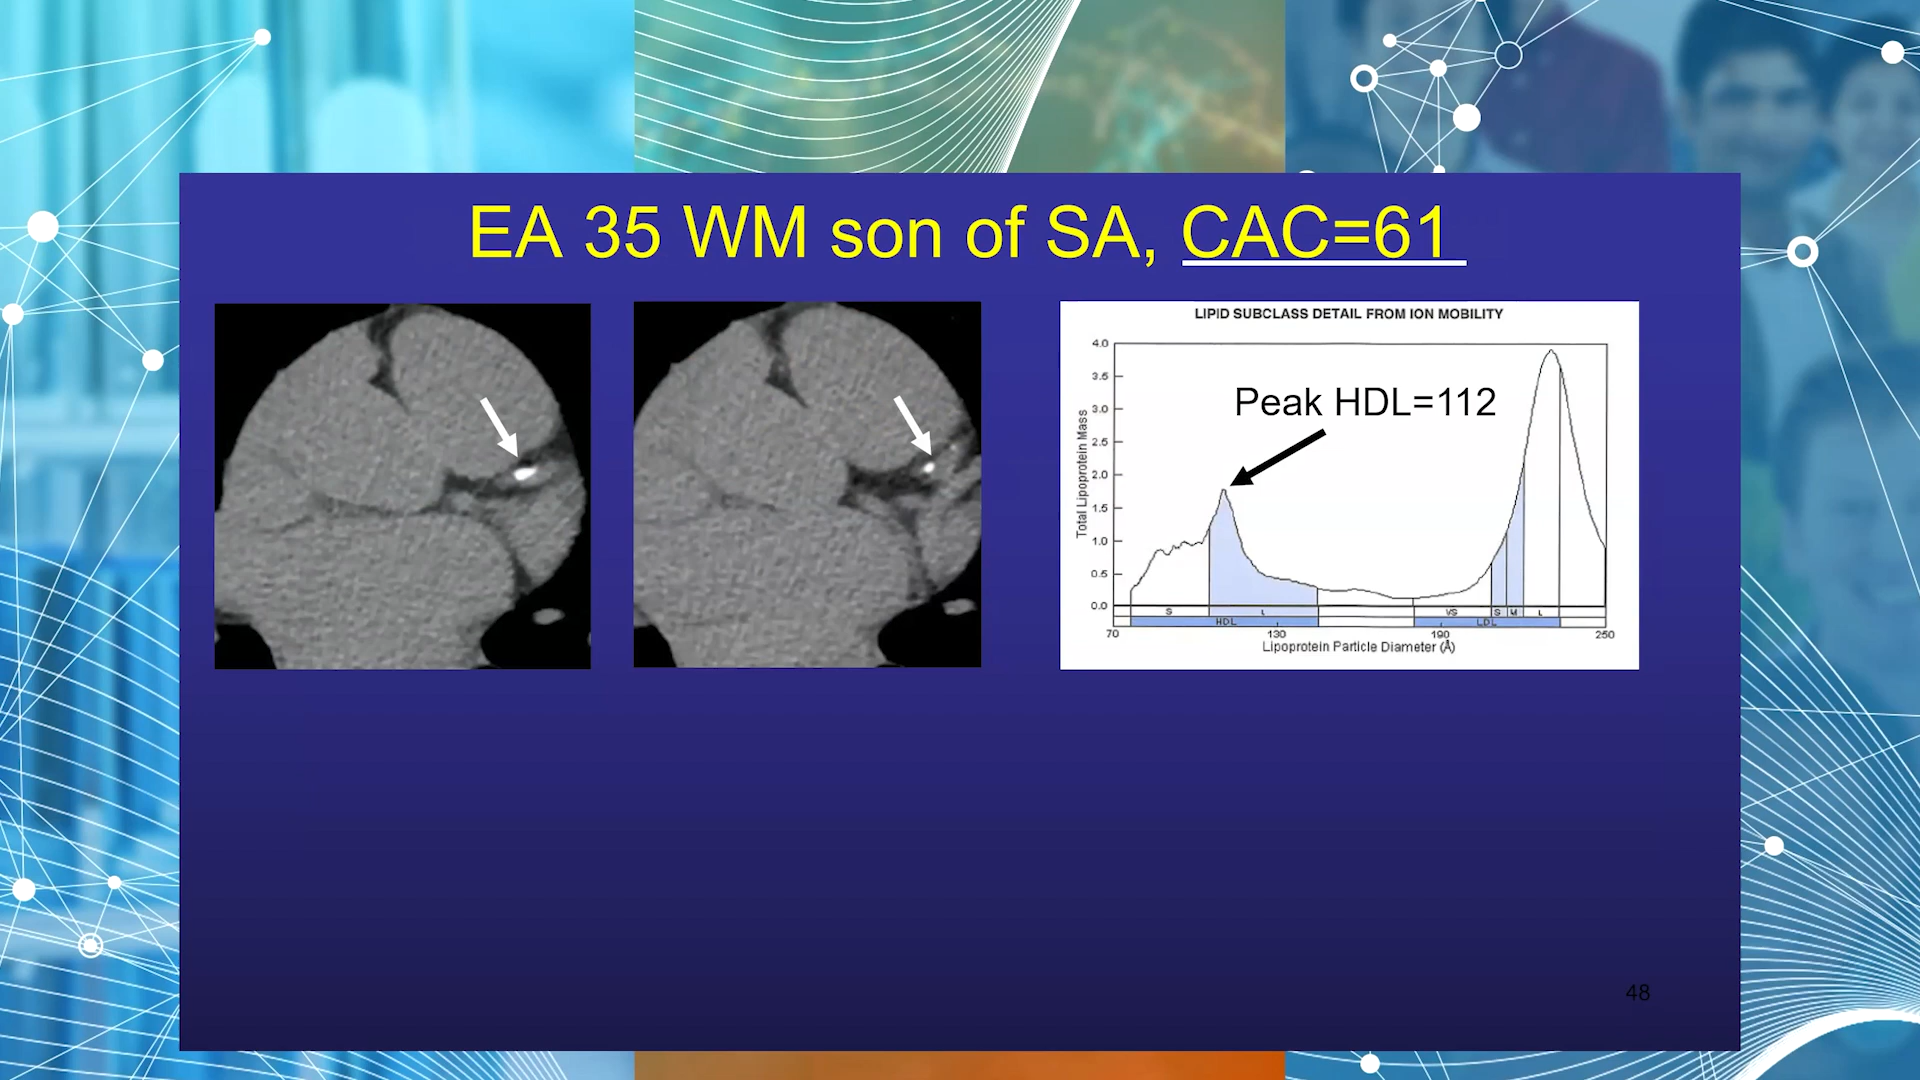 EA 35 WM son of SA, CAC=61
LIPID SUBCLASS DETAIL FROM ION MOBILITY
Peak HDL=112
Total Lipoprotein Mass
4.0
3.5
3.0
2.5
2.0
1.5
1.0
0.5
0.0
S L VS S M L
HDL LDL
70 130 190 250
Lipoprotein Particle Diameter (Å)
48